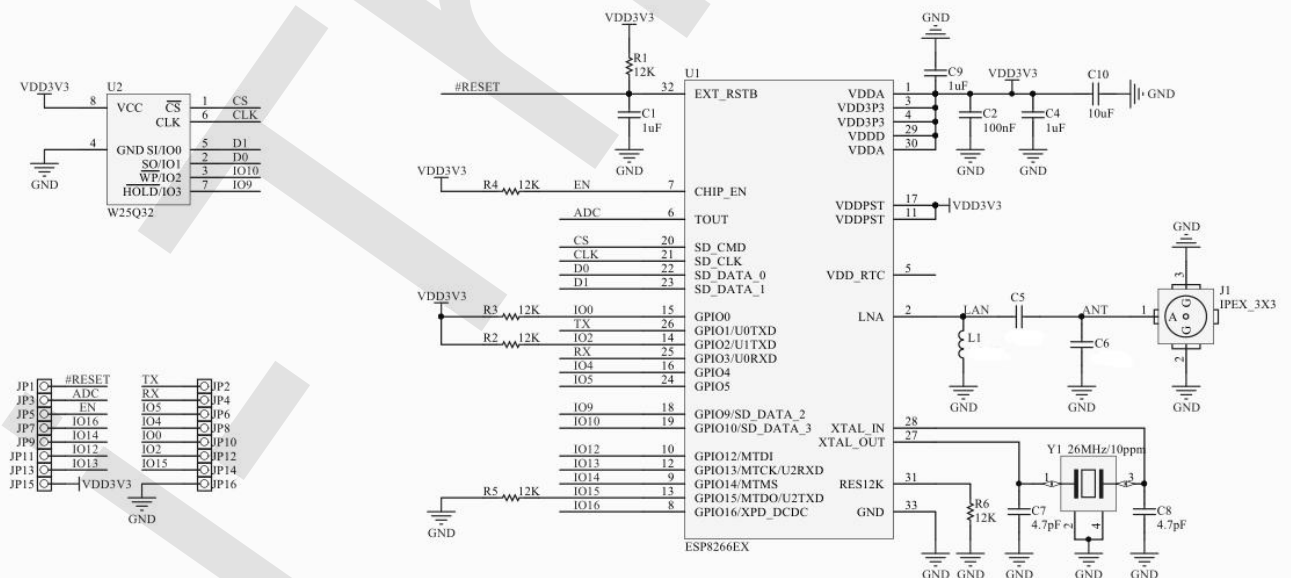 VDD3V3
U2
8 VCC CS 1 CS
CLK 6 CLK
4 GND SI/IO0 5 D1
SO/IO1 2 D0
WP/IO2 3 IO10
HOLD/IO3 7 IO9
GND
W25Q32
JP1 #RESET TX JP2
JP3 ADC RX JP4
JP5 EN IO5 JP6
JP7 IO16 IO4 JP8
JP9 IO14 IO0 JP10
JP11 IO12 IO2 JP12
JP13 IO13 IO15 JP14
JP15 VDD3V3 JP16
GND
VDD3V3
R1
12K
#RESET
C1
1uF
GND
VDD3V3
R4 12K
VDD3V3
R3 12K
R2 12K
R5 12K
GND
U1
32 EXT_RSTB
EN 7 CHIP_EN
ADC 6 TOUT
CS 20 SD_CMD
CLK 21 SD_CLK
D0 22 SD_DATA_0
D1 23 SD_DATA_1
IO0 15 GPIO0
TX 26 GPIO1/U0TXD
IO2 14 GPIO2/U1TXD
RX 25 GPIO3/U0RXD
IO4 16 GPIO4
IO5 24 GPIO5
IO9 18 GPIO9/SD_DATA_2
IO10 19 GPIO10/SD_DATA_3
IO12 10 GPIO12/MTDI
IO13 12 GPIO13/MTCK/U2RXD
IO14 9 GPIO14/MTMS
IO15 13 GPIO15/MTDO/U2TXD
IO16 8 GPIO16/XPD_DCDC
ESP8266EX
VDDA 1
VDD3P3 3
VDD3P3 4
VDDD 29
VDDA 30
VDDPST 17
VDDPST 11
VDD3V3
VDD_RTC 5
LNA 2
XTAL_IN 28
XTAL_OUT 27
RES12K 31
GND 33
GND
C9
1uF
VDD3V3
C10
10uF
GND
C2
100nF
C4
1uF
GND
GND
LAN
C5
ANT
L1
C6
GND
GND
GND
3
1
J1
IPEX_3X3
G
A
G
2
GND
Y1 26MHz/10ppm
1
3
2
4
R6
12K
C7
4.7pF
C8
4.7pF
GND
GND
GND
GND
GND